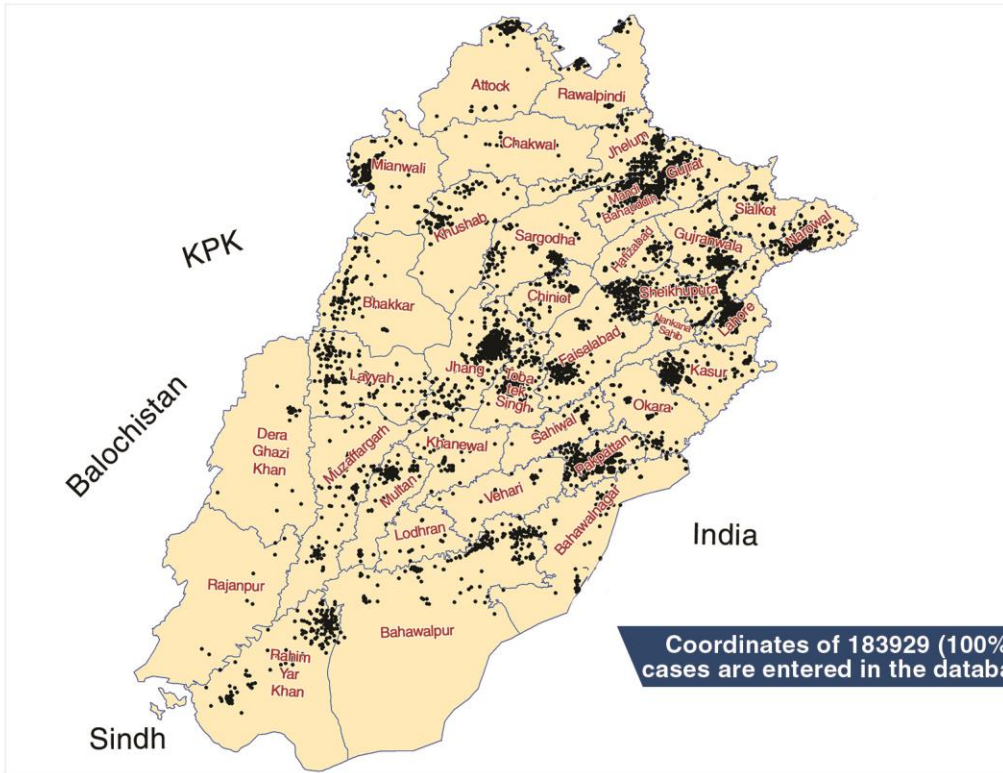 Attock
Rawalpindi
Chakwal
Jhelum
Mianwali
Gujrat
Mandi
Bahauddin
Khushab
Sialkot
Sargodha
Hafizabad
Gujranwala
Narowal
KPK
Bhakkar
Chiniot
Sheikhupura
Lahore
Nankana
Sahib
Faisalabad
Layyah
Jhang
Toba
Tek
Singh
Kasur
Okara
Balochistan
Dera
Ghazi
Khan
Muzaffargarh
Khanewal
Sahiwal
Pakpattan
Multan
Vehari
Bahawalnagar
Lodhran
India
Rajanpur
Bahawalpur
Rahim
Yar
Khan
Sindh
Coordinates of 183929 (100%
cases are entered in the databa